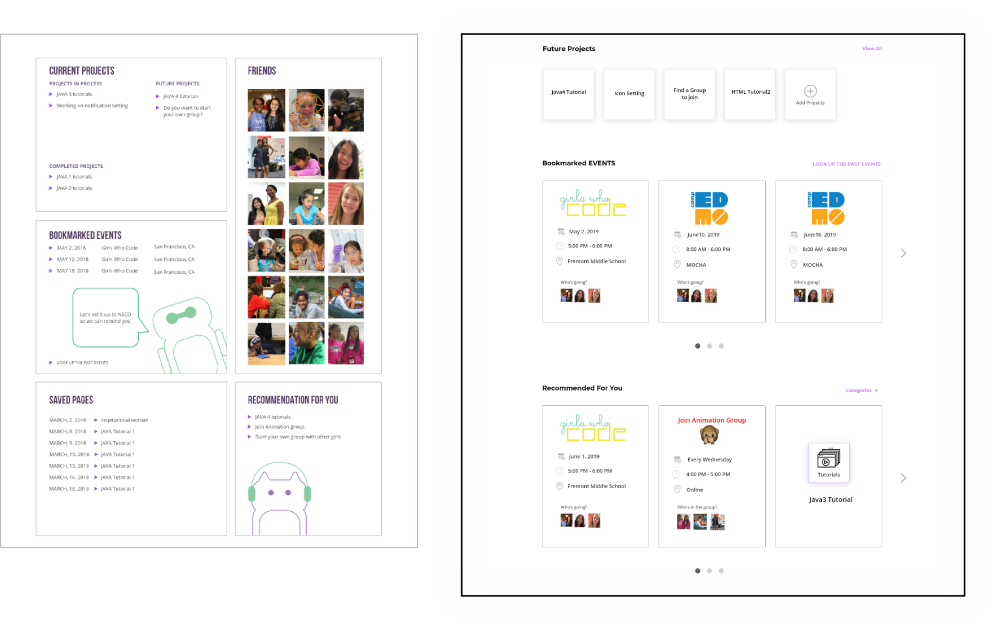 CURRENT PROJECTS
PROJECTS IN PROCESS
JAVA 3 tutorials
Working on notification setting
FUTURE PROJECTS
JAVA 4 tutorials
Do you want to start
your own group?
COMPLETED PROJECTS
JAVA 1 tutorials
JAVA 2 tutorials
FRIENDS
BOOKMARKED EVENTS
MAY 2, 2018 Girls Who Code San Francisco, CA
MAY 12, 2018 Girls Who Code San Francisco, CA
MAY 15, 2018 Girls Who Code San Francisco, CA
Let's set it up to NECO
so we can remind you.
LOOK UP THE PAST EVENTS
SAVED PAGES
MARCH, 2, 2018 Inspirational woman
MARCH, 8, 2018 JAVA Tutorial 1
MARCH, 9, 2018 JAVA Tutorial 1
MARCH, 10, 2018 JAVA Tutorial 1
MARCH, 13, 2018 JAVA Tutorial 1
MARCH, 16, 2018 JAVA Tutorial 1
MARCH, 18, 2018 JAVA Tutorial 1
RECOMMENDATION FOR YOU
JAVA 4 tutorials
Join Animation group
Start your own group with other girls
Future Projects
View All
Java4 Tutorial
Icon Setting
Find a Group
to join
HTML Tutorial2
Add Projects
Bookmarked EVENTS
LOOK UP THE PAST EVENTS
girls who
CODE
May 2, 2019
5:00 PM - 6:00 PM
Fremont Middle School
Who's going?
camp
ED
MO
June10, 2019
8:00 AM - 6:00 PM
MOCHA
Who's going?
camp
ED
MO
June16, 2019
8:00 AM - 6:00 PM
MOCHA
Who's going?
Recommended For You
Categories
girls who
CODE
June 1, 2019
5:00 PM - 6:00 PM
Fremont Middle School
Who's going?
Join Animation Group
Every Wednesday
4:00 PM - 5:00 PM
Online
Who's in the group?
Tutorials
Java3 Tutorial